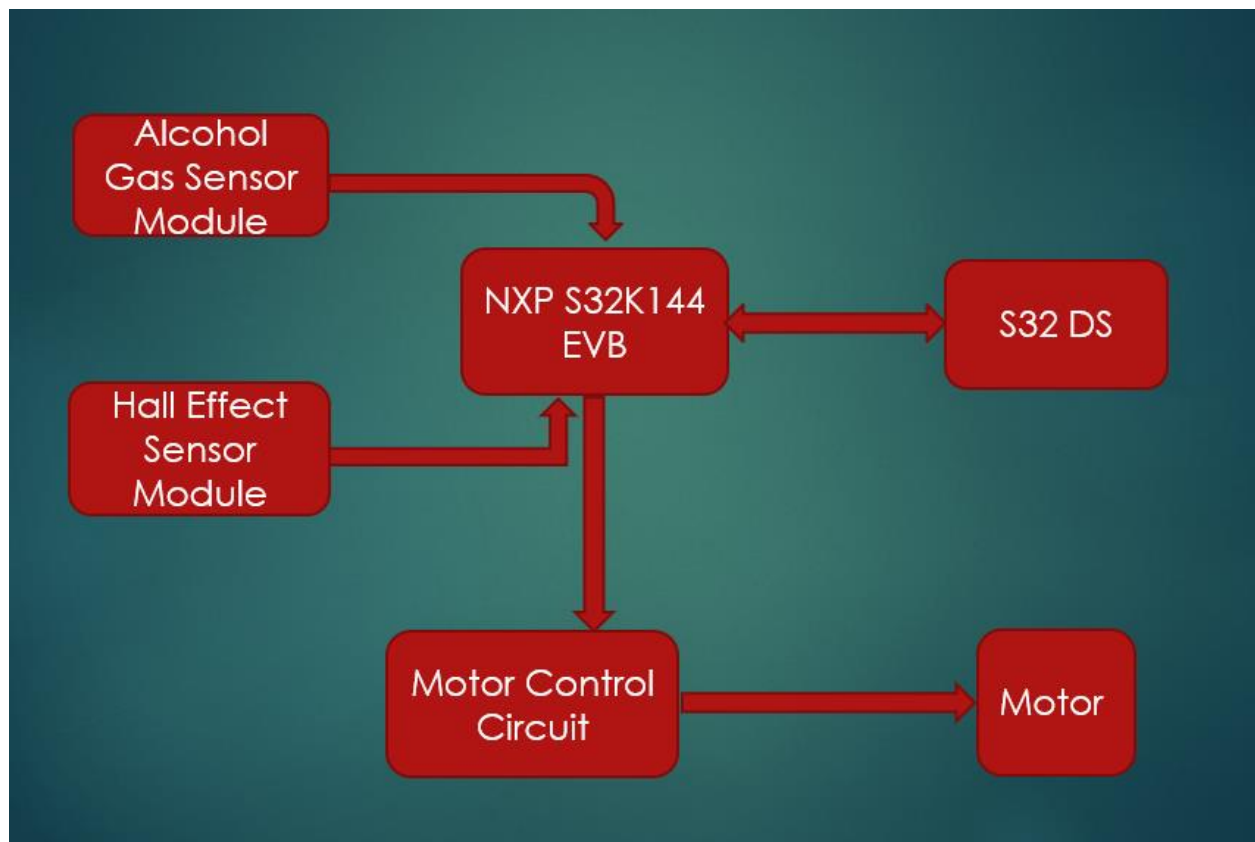 Alcohol
Gas Sensor
Module
NXP S32K144
EVB
S32 DS
Hall Effect
Sensor
Module
Motor Control
Circuit
Motor